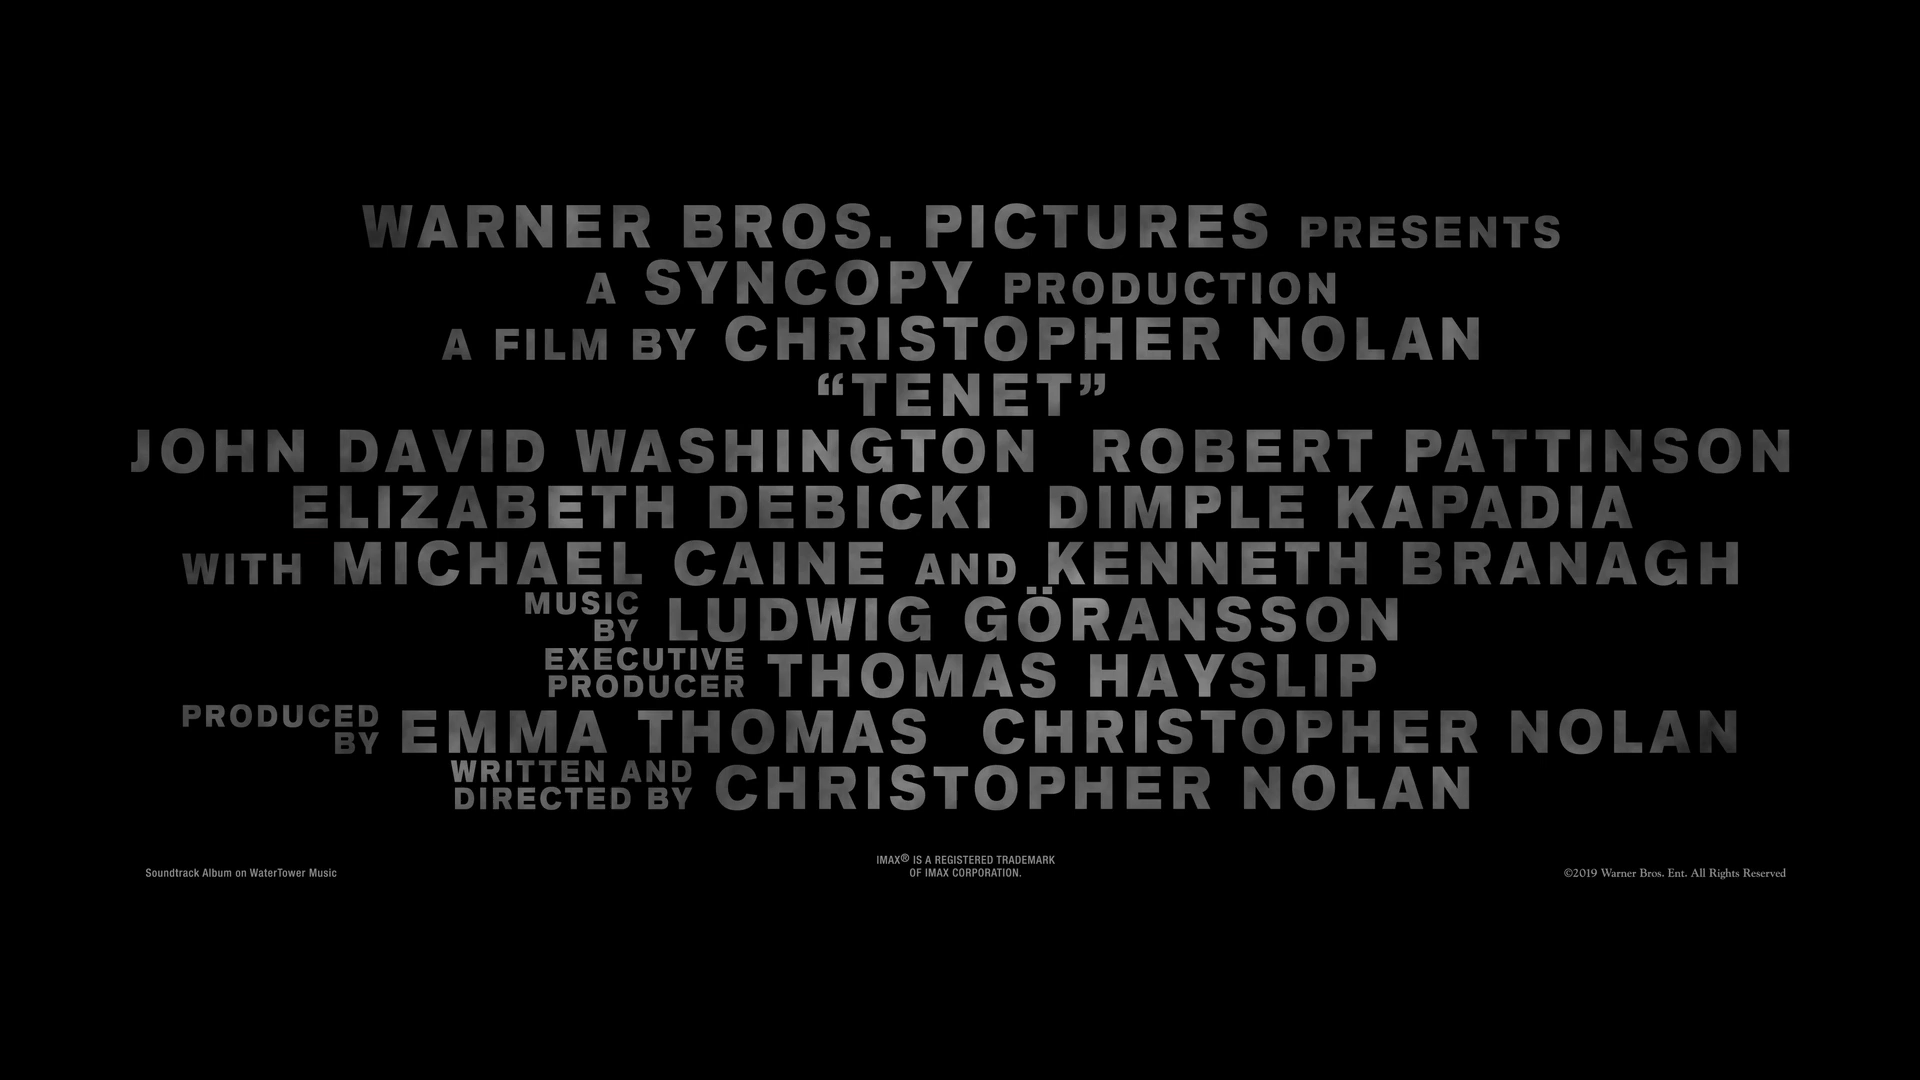 WARNER BROS. PICTURES PRESENTS
A SYNCOPY PRODUCTION
A FILM BY CHRISTOPHER NOLAN
“TENET”
JOHN DAVID WASHINGTON ROBERT PATTINSON
ELIZABETH DEBICKI DIMPLE KAPADIA
WITH MICHAEL CAINE AND KENNETH BRANAGH
MUSIC BY LUDWIG GÖRANSSON
EXECUTIVE PRODUCER THOMAS HAYSLIP
PRODUCED BY EMMA THOMAS CHRISTOPHER NOLAN
WRITTEN AND DIRECTED BY CHRISTOPHER NOLAN
Soundtrack Album on WaterTower Music
IMAX® IS A REGISTERED TRADEMARK
OF IMAX CORPORATION.
©2019 Warner Bros. Ent. All Rights Reserved